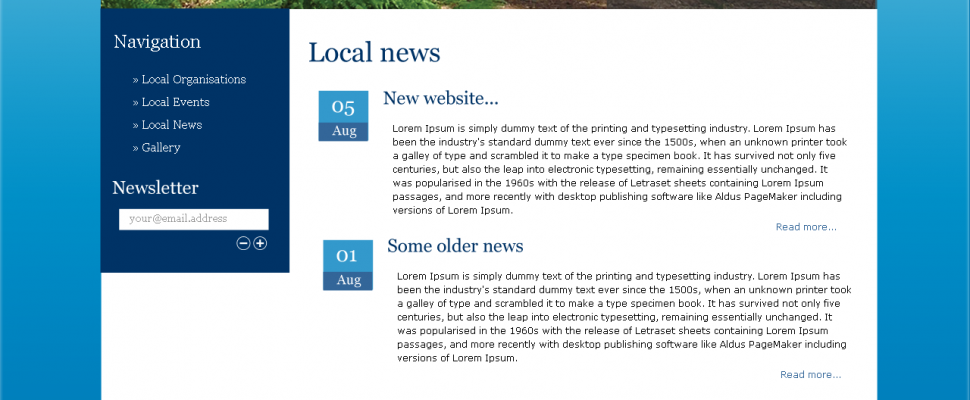 Navigation
» Local Organisations
» Local Events
» Local News
» Gallery
Newsletter
your@email.address
Local news
05
Aug
New website...
Lorem Ipsum is simply dummy text of the printing and typesetting industry. Lorem Ipsum has
been the industry's standard dummy text ever since the 1500s, when an unknown printer took
a galley of type and scrambled it to make a type specimen book. It has survived not only five
centuries, but also the leap into electronic typesetting, remaining essentially unchanged. It
was popularised in the 1960s with the release of Letraset sheets containing Lorem Ipsum
passages, and more recently with desktop publishing software like Aldus PageMaker including
versions of Lorem Ipsum.
Read more...
01
Aug
Some older news
Lorem Ipsum is simply dummy text of the printing and typesetting industry. Lorem Ipsum has
been the industry's standard dummy text ever since the 1500s, when an unknown printer took
a galley of type and scrambled it to make a type specimen book. It has survived not only five
centuries, but also the leap into electronic typesetting, remaining essentially unchanged. It
was popularised in the 1960s with the release of Letraset sheets containing Lorem Ipsum
passages, and more recently with desktop publishing software like Aldus PageMaker including
versions of Lorem Ipsum.
Read more...